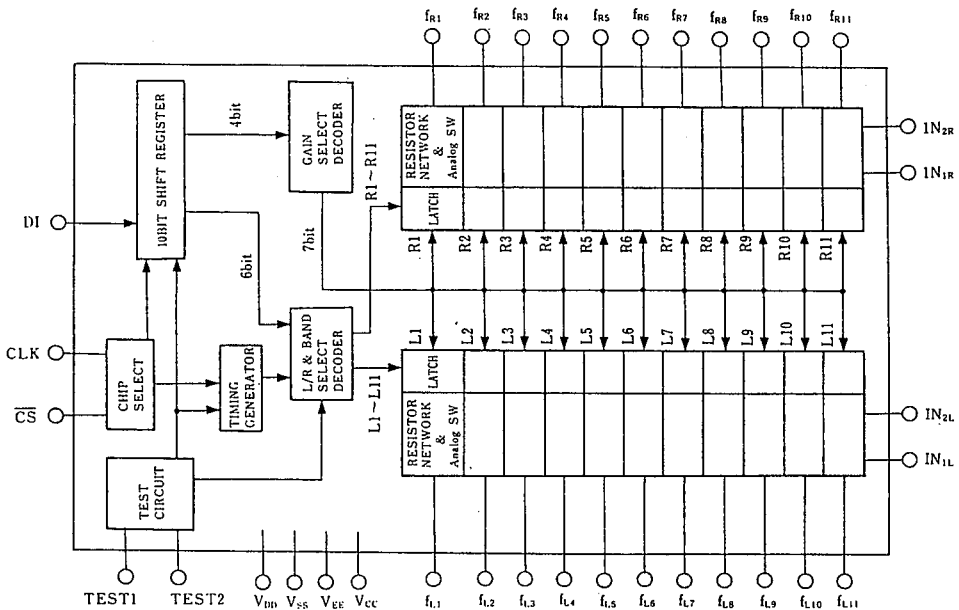 fR1 fR2 fR3 fR4 fR5 fR6 fR7 fR8 fR9 fR10 fR11
10BIT SHIFT REGISTER
4bit
GAIN SELECT DECODER
RESISTOR NETWORK & Analog SW
LATCH
1N2R
1N1R
DI
6bit
7bit
R1~R11
R1 R2 R3 R4 R5 R6 R7 R8 R9 R10 R11
CLK
CS
CHIP SELECT
TIMING GENERATOR
L/R & BAND SELECT DECODER
L1~L11
L1 L2 L3 L4 L5 L6 L7 L8 L9 L10 L11
LATCH
RESISTOR NETWORK & Analog SW
IN2L
IN1L
TEST CIRCUIT
TEST1 TEST2 VDD VSS VEE VCC fL1 fL2 fL3 fL4 fL5 fL6 fL7 fL8 fL9 fL10 fL11